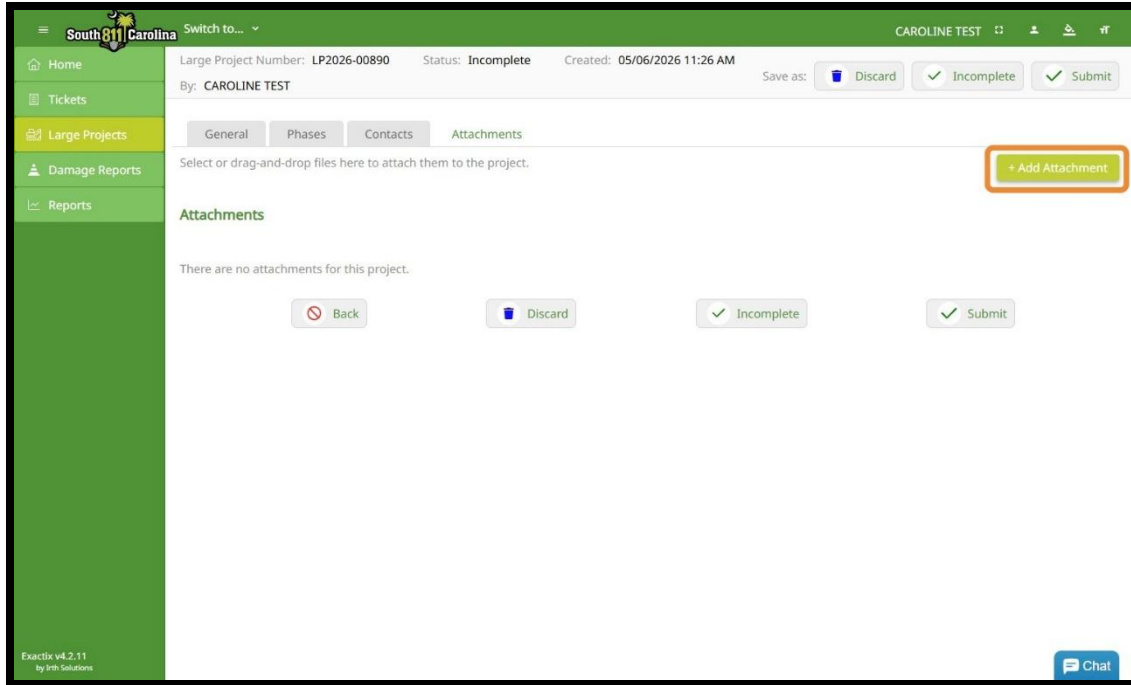 South 811 Carolina Switch to... CAROLINE TEST
Home
Tickets
Large Projects
Damage Reports
Reports
Large Project Number: LP2026-00890 Status: Incomplete Created: 05/06/2026 11:26 AM
By: CAROLINE TEST
Save as: Discard Incomplete Submit
General Phases Contacts Attachments
Select or drag-and-drop files here to attach them to the project.
+ Add Attachment
Attachments
There are no attachments for this project.
Back Discard Incomplete Submit
Exactix v4.2.11
by Irth Solutions
Chat